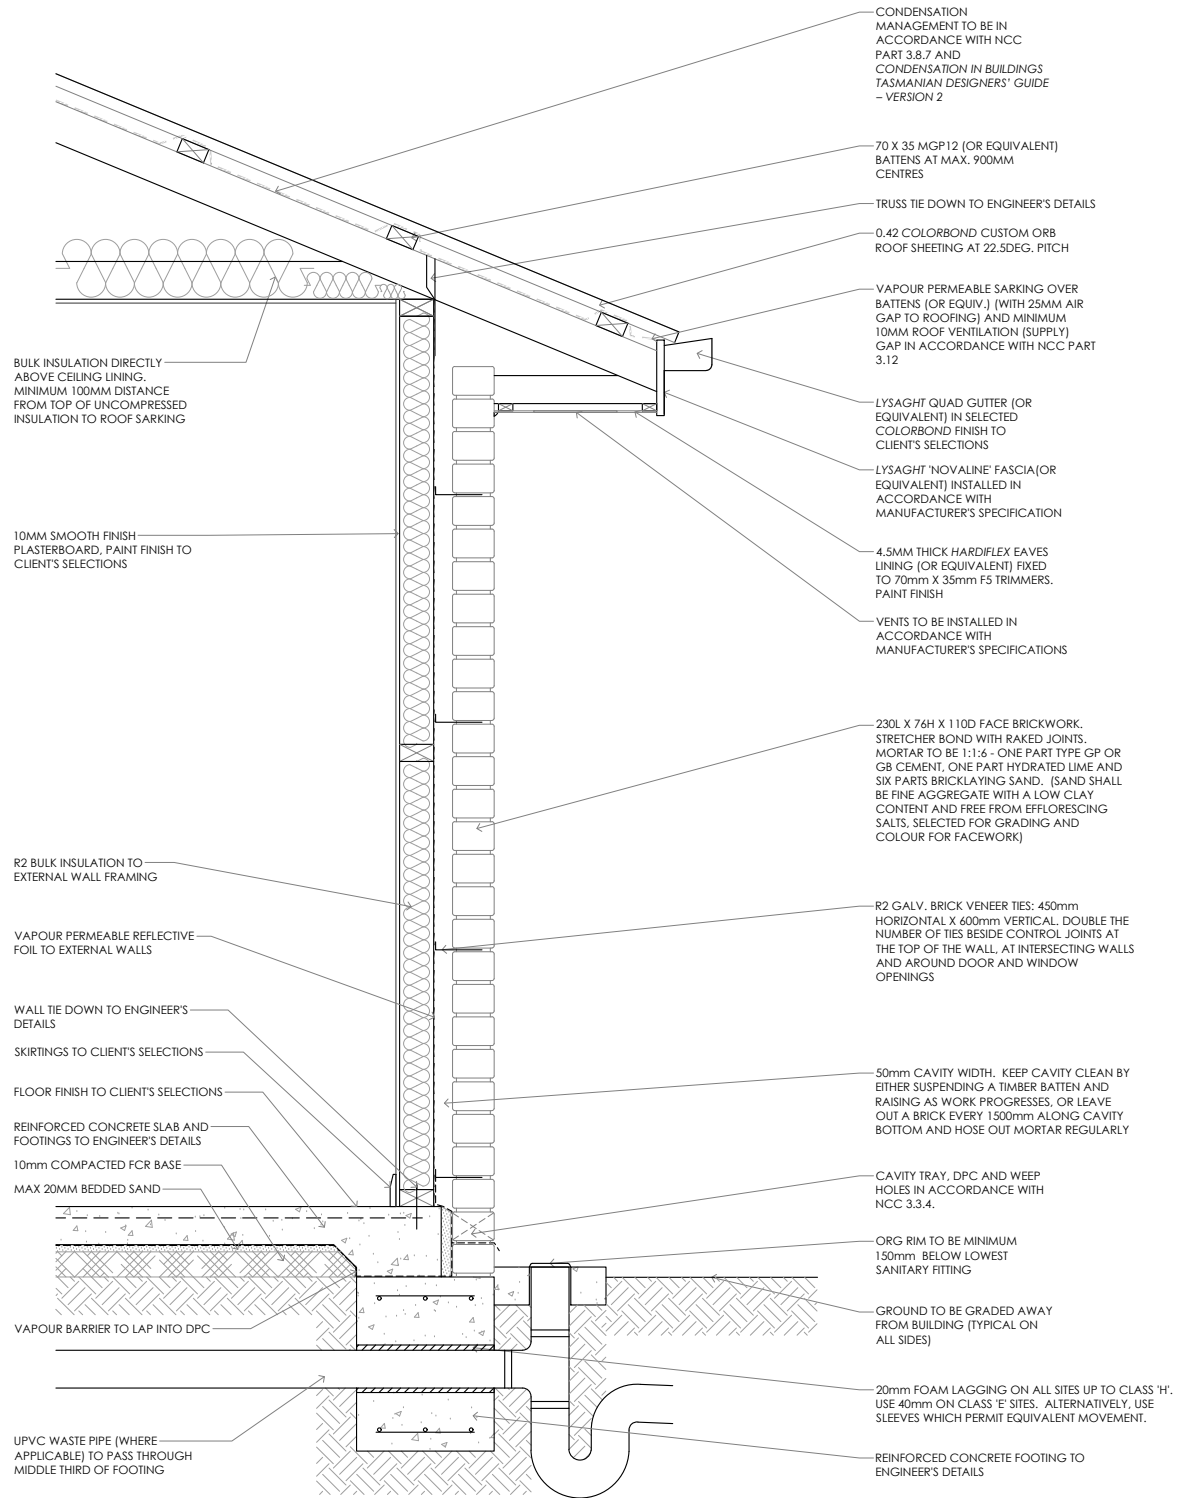 CONDENSATION
MANAGEMENT TO BE IN
ACCORDANCE WITH NCC
PART 3.8.7 AND
CONDENSATION IN BUILDINGS
TASMANIAN DESIGNERS' GUIDE
– VERSION 2
70 X 35 MGP12 (OR EQUIVALENT)
BATTENS AT MAX. 900MM
CENTRES
TRUSS TIE DOWN TO ENGINEER'S DETAILS
0.42 COLORBOND CUSTOM ORB
ROOF SHEETING AT 22.5DEG. PITCH
VAPOUR PERMEABLE SARKING OVER
BATTENS (OR EQUIV.) (WITH 25MM AIR
GAP TO ROOFING) AND MINIMUM
10MM ROOF VENTILATION (SUPPLY)
GAP IN ACCORDANCE WITH NCC PART
3.12
LYSAGHT QUAD GUTTER (OR
EQUIVALENT) IN SELECTED
COLORBOND FINISH TO
CLIENT'S SELECTIONS
LYSAGHT 'NOVALINE' FASCIA(OR
EQUIVALENT) INSTALLED IN
ACCORDANCE WITH
MANUFACTURER'S SPECIFICATION
4.5MM THICK HARDIFLEX EAVES
LINING (OR EQUIVALENT) FIXED
TO 70mm X 35mm F5 TRIMMERS.
PAINT FINISH
VENTS TO BE INSTALLED IN
ACCORDANCE WITH
MANUFACTURER'S SPECIFICATIONS
230L X 76H X 110D FACE BRICKWORK.
STRETCHER BOND WITH RAKED JOINTS.
MORTAR TO BE 1:1:6 - ONE PART TYPE GP OR
GB CEMENT, ONE PART HYDRATED LIME AND
SIX PARTS BRICKLAYING SAND. (SAND SHALL
BE FINE AGGREGATE WITH A LOW CLAY
CONTENT AND FREE FROM EFFLORESCING
SALTS, SELECTED FOR GRADING AND
COLOUR FOR FACEWORK)
R2 GALV. BRICK VENEER TIES: 450mm
HORIZONTAL X 600mm VERTICAL. DOUBLE THE
NUMBER OF TIES BESIDE CONTROL JOINTS AT
THE TOP OF THE WALL, AT INTERSECTING WALLS
AND AROUND DOOR AND WINDOW
OPENINGS
50mm CAVITY WIDTH. KEEP CAVITY CLEAN BY
EITHER SUSPENDING A TIMBER BATTEN AND
RAISING AS WORK PROGRESSES, OR LEAVE
OUT A BRICK EVERY 1500mm ALONG CAVITY
BOTTOM AND HOSE OUT MORTAR REGULARLY
CAVITY TRAY, DPC AND WEEP
HOLES IN ACCORDANCE WITH
NCC 3.3.4.
ORG RIM TO BE MINIMUM
150mm BELOW LOWEST
SANITARY FITTING
GROUND TO BE GRADED AWAY
FROM BUILDING (TYPICAL ON
ALL SIDES)
20mm FOAM LAGGING ON ALL SITES UP TO CLASS 'H'.
USE 40mm ON CLASS 'E' SITES. ALTERNATIVELY, USE
SLEEVES WHICH PERMIT EQUIVALENT MOVEMENT.
REINFORCED CONCRETE FOOTING TO
ENGINEER'S DETAILS
BULK INSULATION DIRECTLY
ABOVE CEILING LINING.
MINIMUM 100MM DISTANCE
FROM TOP OF UNCOMPRESSED
INSULATION TO ROOF SARKING
10MM SMOOTH FINISH
PLASTERBOARD, PAINT FINISH TO
CLIENT'S SELECTIONS
R2 BULK INSULATION TO
EXTERNAL WALL FRAMING
VAPOUR PERMEABLE REFLECTIVE
FOIL TO EXTERNAL WALLS
WALL TIE DOWN TO ENGINEER'S
DETAILS
SKIRTINGS TO CLIENT'S SELECTIONS
FLOOR FINISH TO CLIENT'S SELECTIONS
REINFORCED CONCRETE SLAB AND
FOOTINGS TO ENGINEER'S DETAILS
10mm COMPACTED FCR BASE
MAX 20MM BEDDED SAND
VAPOUR BARRIER TO LAP INTO DPC
UPVC WASTE PIPE (WHERE
APPLICABLE) TO PASS THROUGH
MIDDLE THIRD OF FOOTING